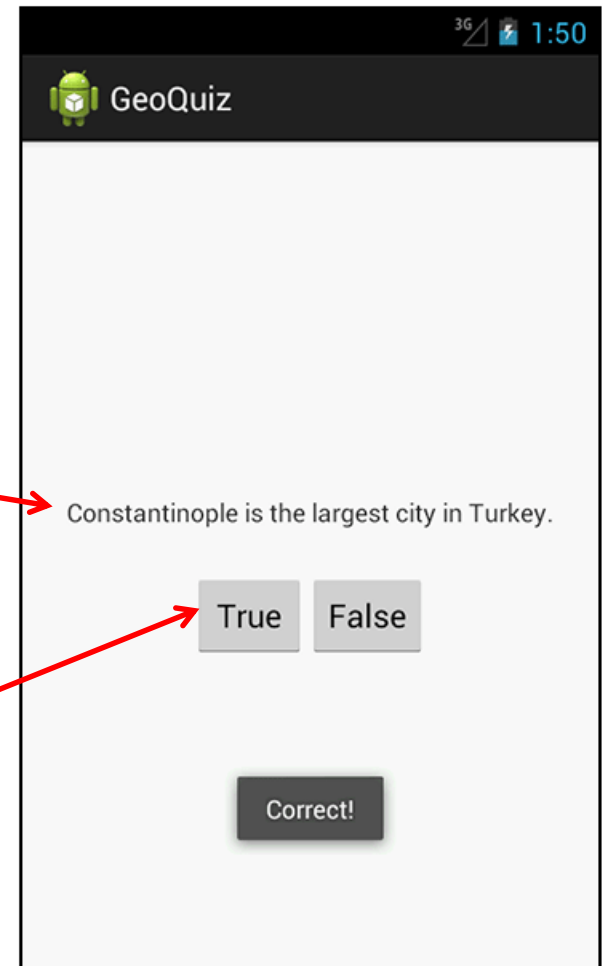 3G 1:50
GeoQuiz
Constantinople is the largest city in Turkey.
True False
Correct!